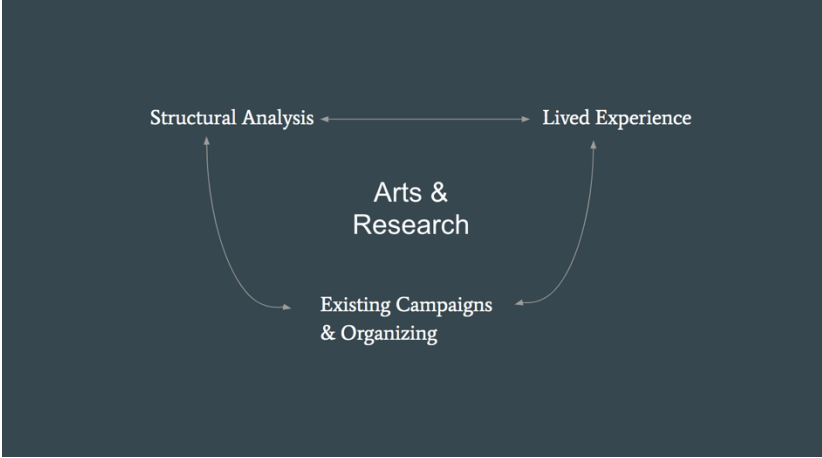 Structural Analysis
Lived Experience
Arts &
Research
Existing Campaigns
& Organizing